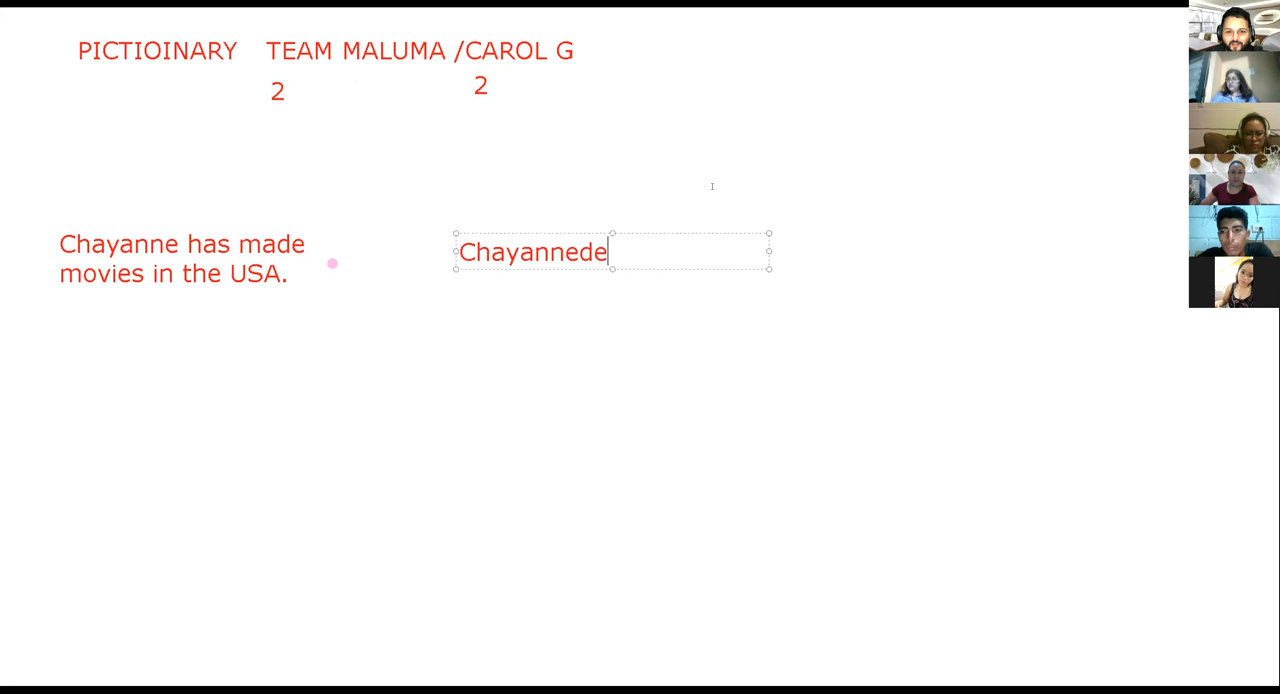 PICTIOINARY TEAM MALUMA /CAROL G
2 2
Chayanne has made
movies in the USA.
Chayannede